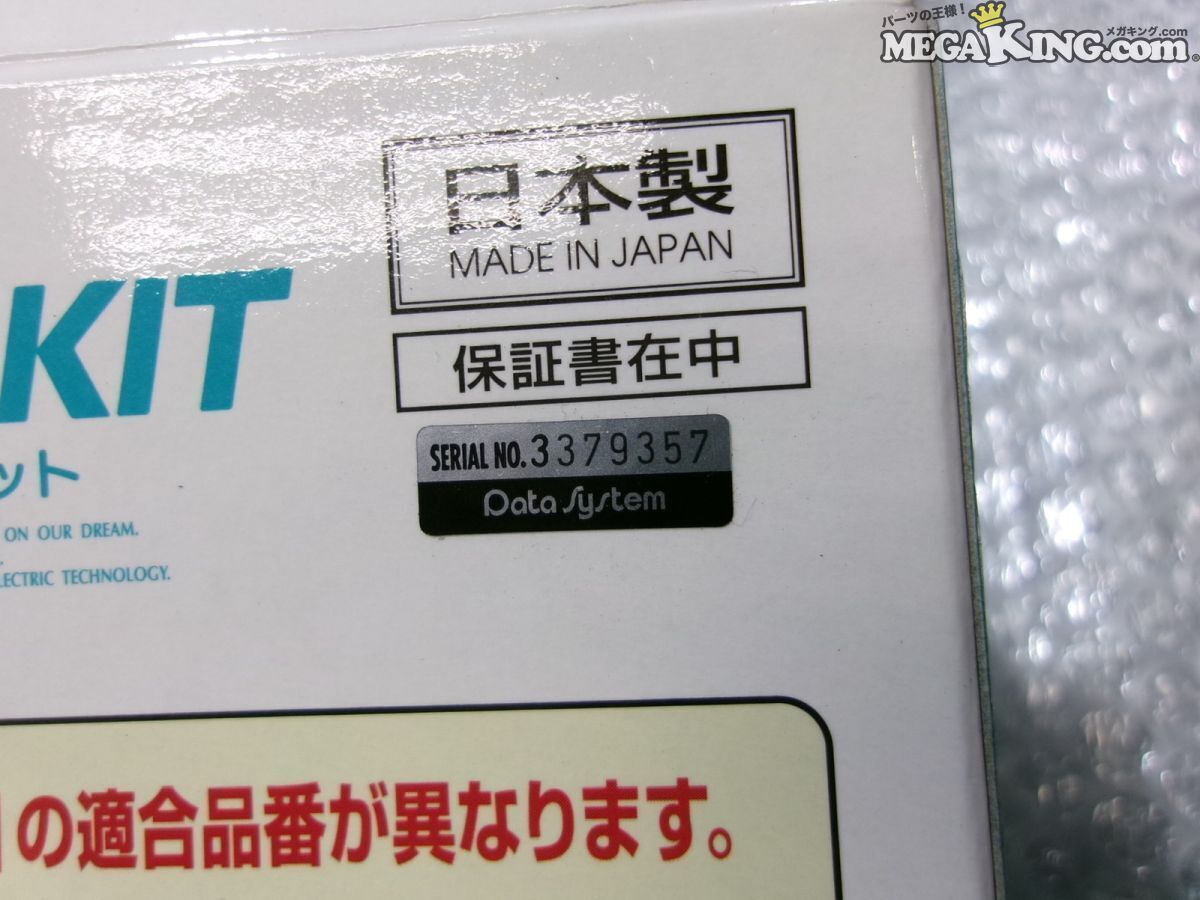 パーツの王様!
メガキング.com
MEGAKING.com®
日本製
MADE IN JAPAN
KIT
保証書在中
SERIAL NO. 3379357
Data System
ット
ON OUR DREAM.
ELECTRIC TECHNOLOGY.
の適合品番が異なります。